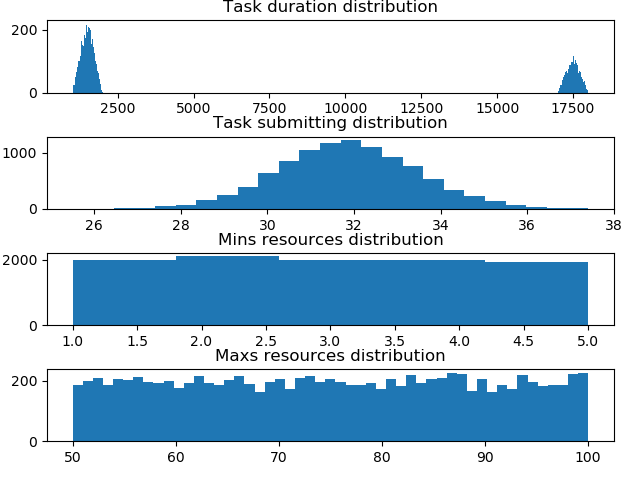 Task duration distribution
200
0
2500 5000 7500 10000 12500 15000 17500
Task submitting distribution
1000
0
26 28 30 32 34 36 38
Mins resources distribution
2000
0
1.0 1.5 2.0 2.5 3.0 3.5 4.0 4.5 5.0
Maxs resources distribution
200
0
50 60 70 80 90 100